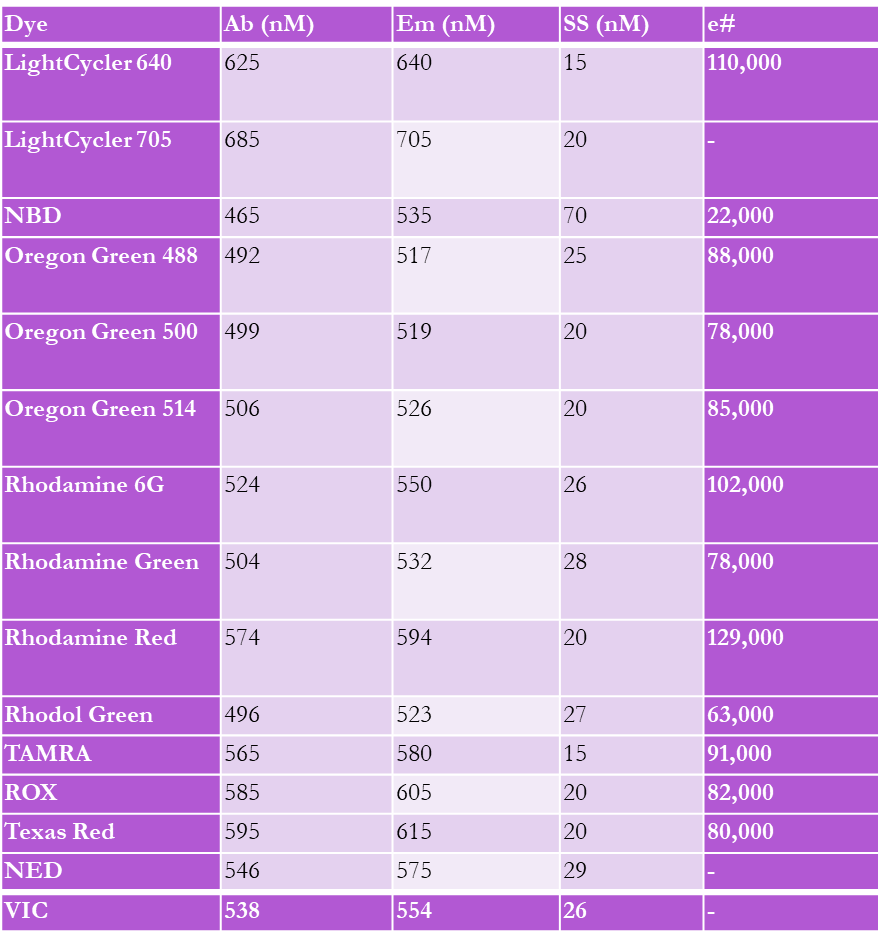 Dye Ab (nM) Em (nM) SS (nM) e#
LightCycler 640 625 640 15 110,000
LightCycler 705 685 705 20 -
NBD 465 535 70 22,000
Oregon Green 488 492 517 25 88,000
Oregon Green 500 499 519 20 78,000
Oregon Green 514 506 526 20 85,000
Rhodamine 6G 524 550 26 102,000
Rhodamine Green 504 532 28 78,000
Rhodamine Red 574 594 20 129,000
Rhodol Green 496 523 27 63,000
TAMRA 565 580 15 91,000
ROX 585 605 20 82,000
Texas Red 595 615 20 80,000
NED 546 575 29 -
VIC 538 554 26 -